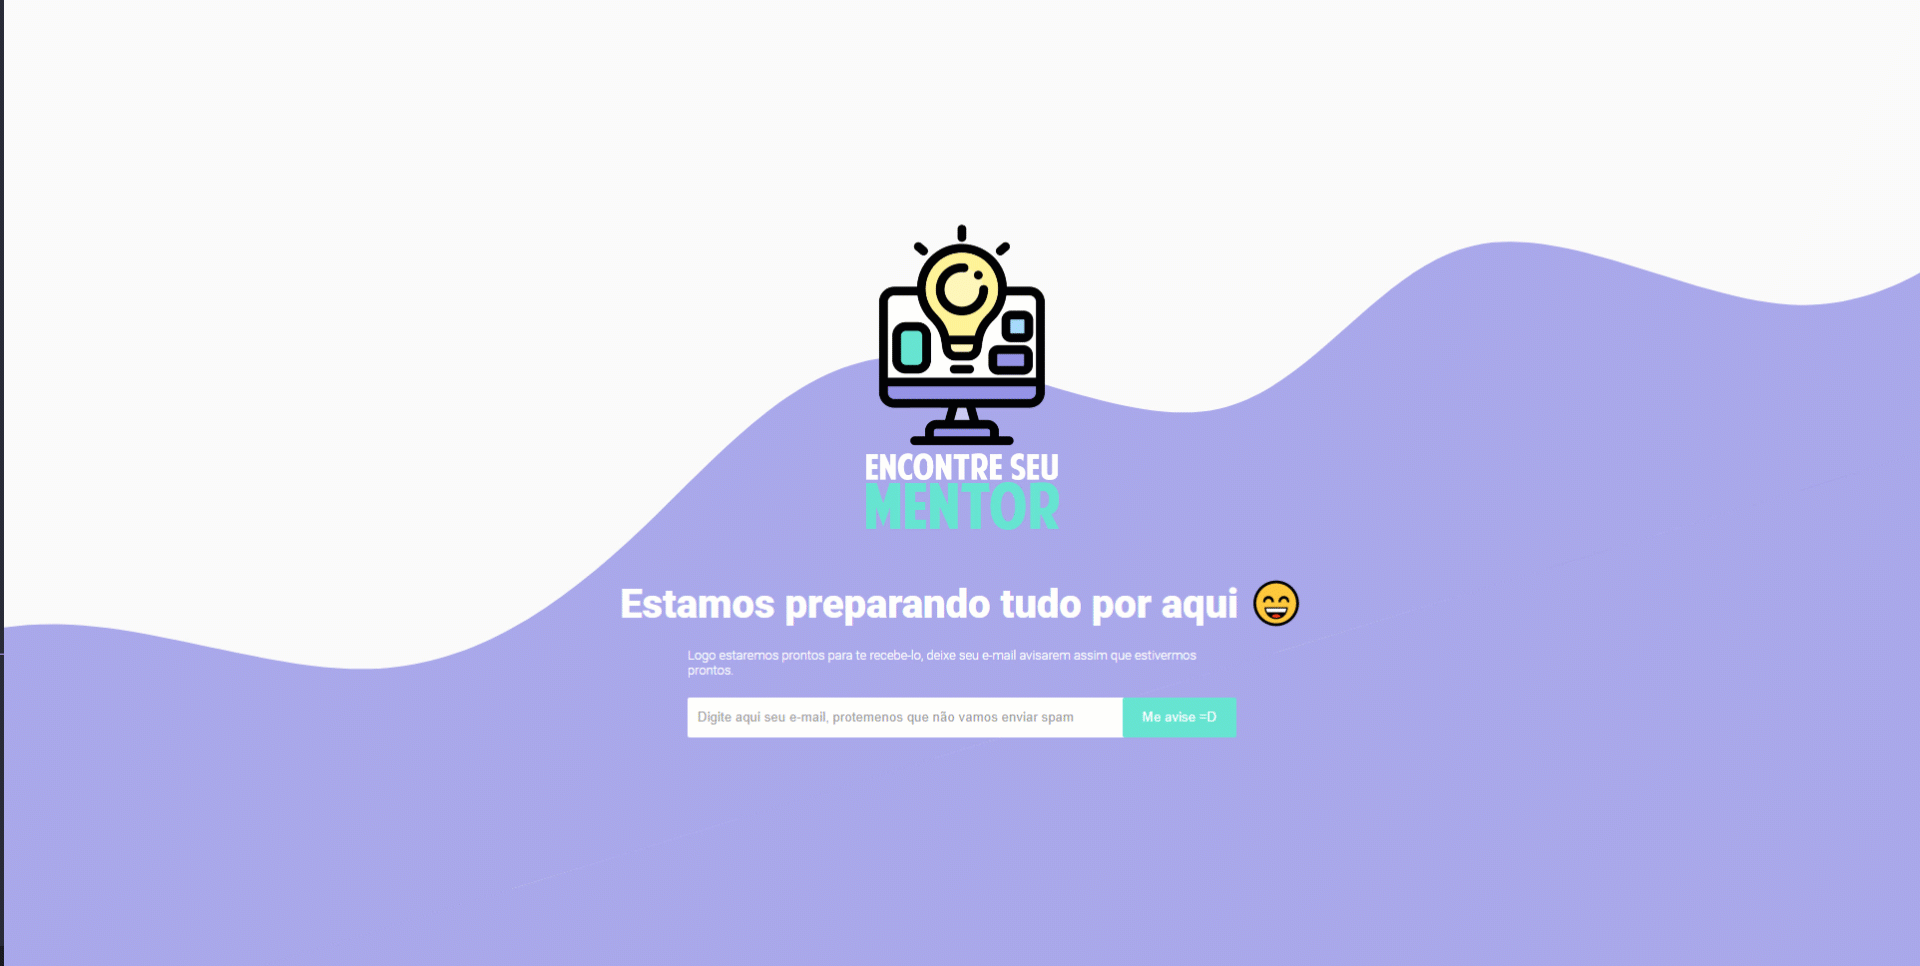 ENCONTRE SEU
MENTOR
Estamos preparando tudo por aqui
Logo estaremos prontos para te recebe-lo, deixe seu e-mail avisarem assim que estivermos
prontos.
Digite aqui seu e-mail, protemenos que não vamos enviar spam
Me avise =D